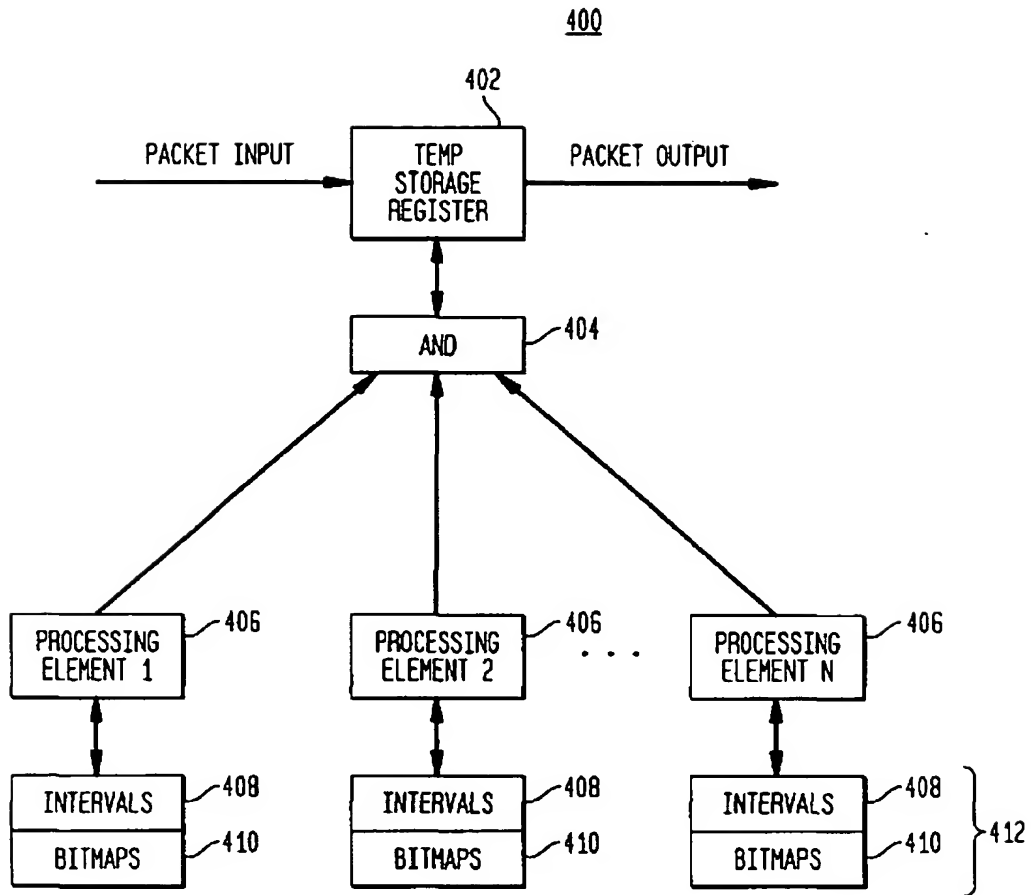 400
402
PACKET INPUT
TEMP
STORAGE
REGISTER
PACKET OUTPUT
AND
404
PROCESSING
ELEMENT 1
406
PROCESSING
ELEMENT 2
406
. . .
PROCESSING
ELEMENT N
406
INTERVALS
408
BITMAPS
410
INTERVALS
408
BITMAPS
410
INTERVALS
408
BITMAPS
410
412